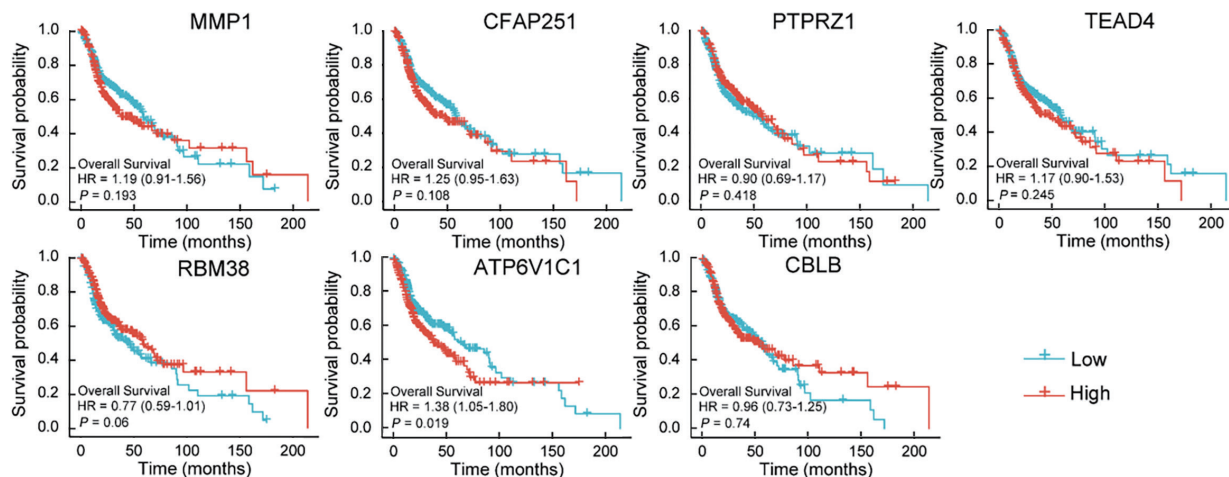 MMP1
Survival probability
1.0
0.8
0.6
0.4
0.2
0.0
Overall Survival
HR = 1.19 (0.91-1.56)
P = 0.193
0 50 100 150 200
Time (months)
CFAP251
Survival probability
1.0
0.8
0.6
0.4
0.2
0.0
Overall Survival
HR = 1.25 (0.95-1.63)
P = 0.108
0 50 100 150 200
Time (months)
PTPRZ1
Survival probability
1.0
0.8
0.6
0.4
0.2
0.0
Overall Survival
HR = 0.90 (0.69-1.17)
P = 0.418
0 50 100 150 200
Time (months)
TEAD4
Survival probability
1.0
0.8
0.6
0.4
0.2
0.0
Overall Survival
HR = 1.17 (0.90-1.53)
P = 0.245
0 50 100 150 200
Time (months)
RBM38
Survival probability
1.0
0.8
0.6
0.4
0.2
0.0
Overall Survival
HR = 0.77 (0.59-1.01)
P = 0.06
0 50 100 150 200
Time (months)
ATP6V1C1
Survival probability
1.0
0.8
0.6
0.4
0.2
0.0
Overall Survival
HR = 1.38 (1.05-1.80)
P = 0.019
0 50 100 150 200
Time (months)
CBLB
Survival probability
1.0
0.8
0.6
0.4
0.2
0.0
Overall Survival
HR = 0.96 (0.73-1.25)
P = 0.74
0 50 100 150 200
Time (months)
Low
High